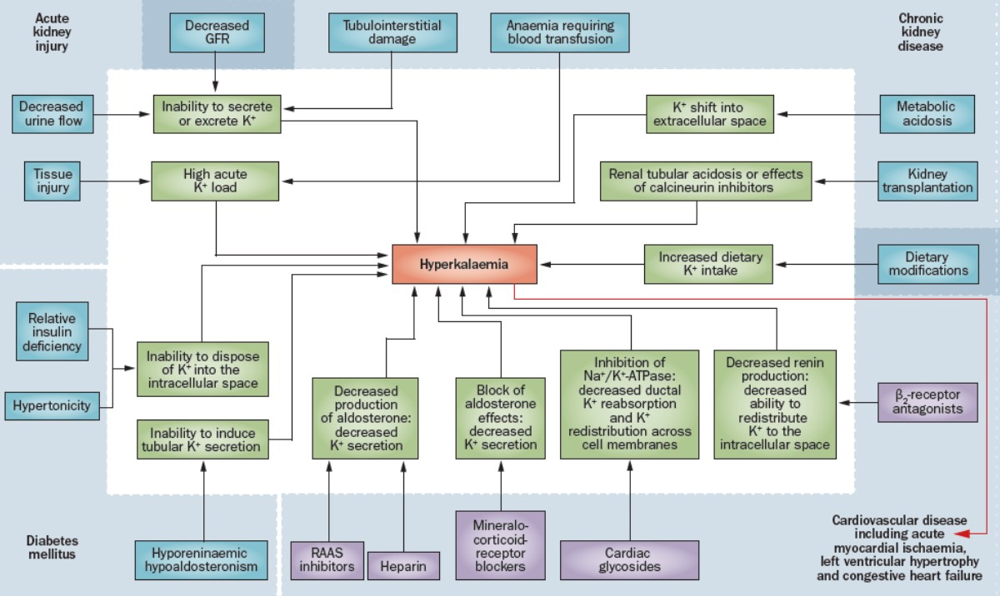 Acute
kidney
injury
Decreased
GFR
Tubulointerstitial
damage
Anaemia requiring
blood transfusion
Chronic
kidney
disease
Decreased
urine flow
Inability to secrete
or excrete K⁺
K⁺ shift into
extracellular space
Metabolic
acidosis
Tissue
injury
High acute
K⁺ load
Renal tubular acidosis or effects
of calcineurin inhibitors
Kidney
transplantation
Hyperkalaemia
Increased dietary
K⁺ intake
Dietary
modifications
Relative
insulin
deficiency
Hypertonicity
Inability to dispose
of K⁺ into the
intracellular space
Inability to induce
tubular K⁺ secretion
Decreased
production
of aldosterone:
decreased
K⁺ secretion
Block of
aldosterone
effects:
decreased
K⁺ secretion
Inhibition of
Na⁺/K⁺-ATPase:
decreased ductal
K⁺ reabsorption
and K⁺
redistribution across
cell membranes
Decreased renin
production:
decreased
ability to
redistribute
K⁺ to the
intracellular space
β₂-receptor
antagonists
Diabetes
mellitus
Hyporeninaemic
hypoaldosteronism
RAAS
inhibitors
Heparin
Mineralo-
corticoid-
receptor
blockers
Cardiac
glycosides
Cardiovascular disease
including acute
myocardial ischaemia,
left ventricular hypertrophy
and congestive heart failure